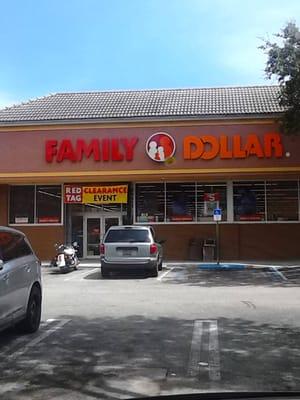 FAMILY DOLLAR
RED
TAG
CLEARANCE
EVENT